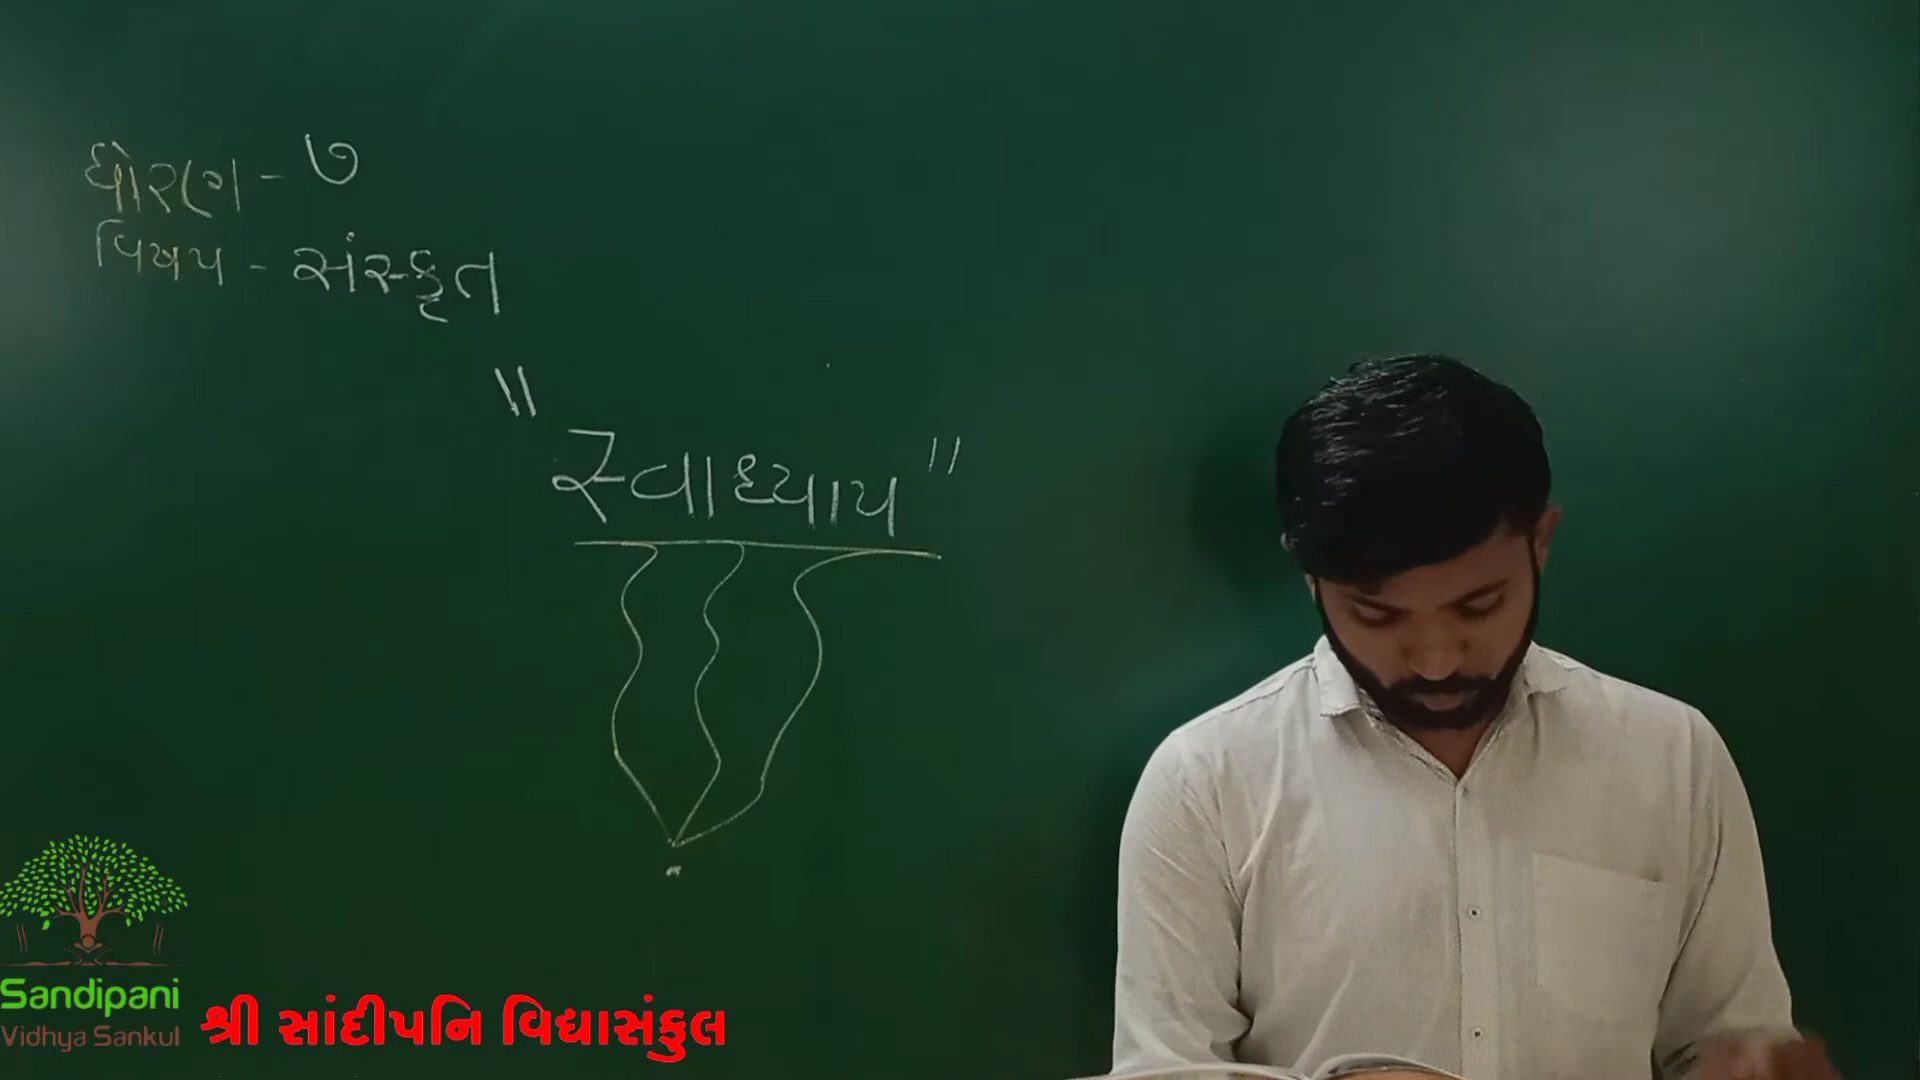 ધોરણ - ૭
વિષય - સંસ્કૃત
"સ્વાધ્યાય"
Sandipani
Vidhya Sankul
શ્રી સાંદીપનિ વિદ્યાસંકુલ